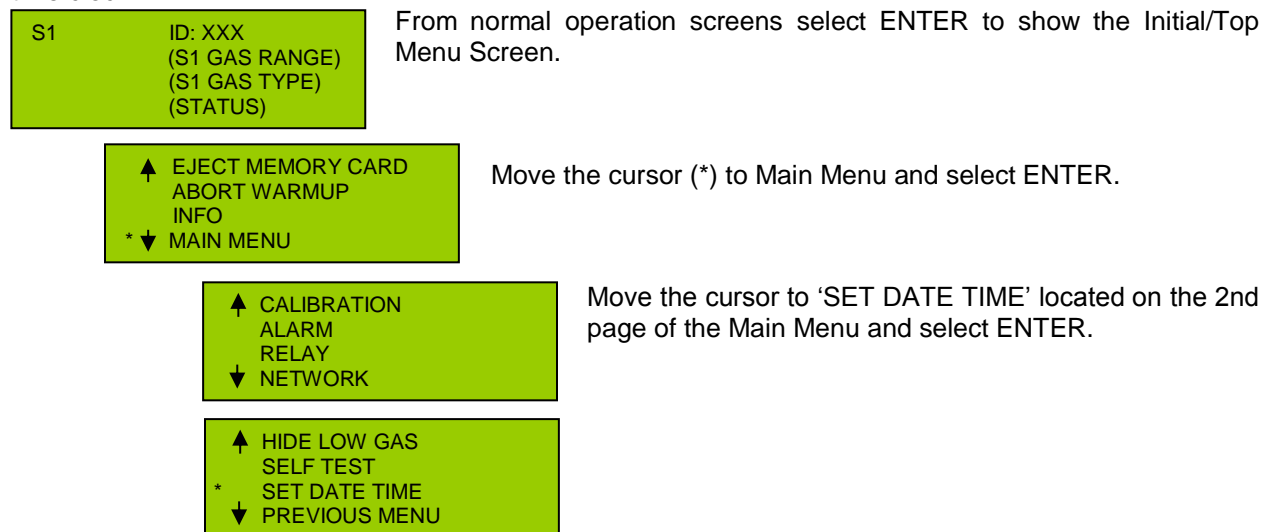 S1 ID: XXX
(S1 GAS RANGE)
(S1 GAS TYPE)
(STATUS)
From normal operation screens select ENTER to show the Initial/Top
Menu Screen.
EJECT MEMORY CARD
ABORT WARMUP
INFO
* MAIN MENU
Move the cursor (*) to Main Menu and select ENTER.
CALIBRATION
ALARM
RELAY
NETWORK
Move the cursor to ‘SET DATE TIME’ located on the 2nd
page of the Main Menu and select ENTER.
HIDE LOW GAS
SELF TEST
* SET DATE TIME
PREVIOUS MENU